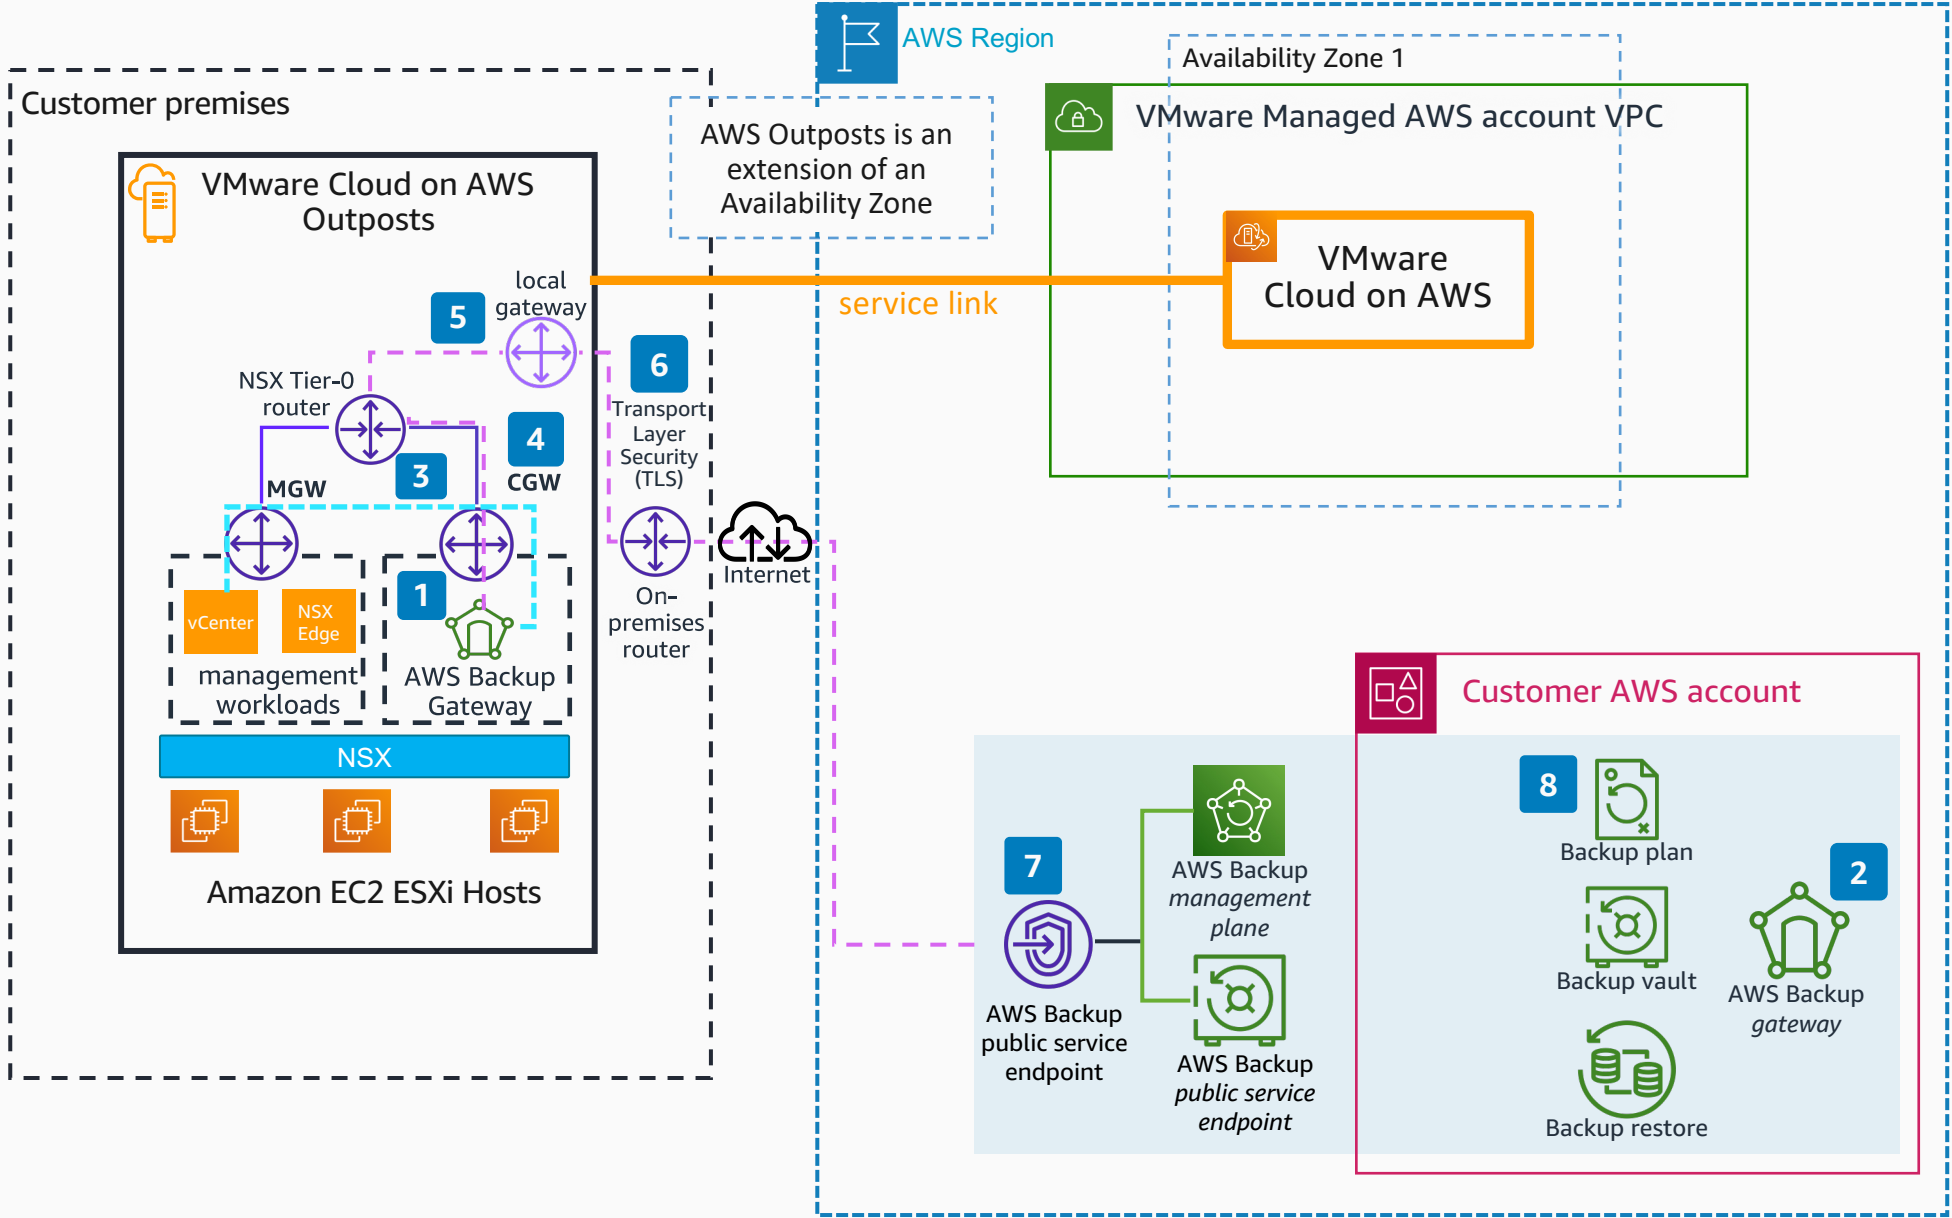 AWS Region
Availability Zone 1
Customer premises
AWS Outposts is an
extension of an
Availability Zone
VMware Managed AWS account VPC
VMware Cloud on AWS
Outposts
VMware
Cloud on AWS
service link
local
gateway
5
6
NSX Tier-0
router
Transport
Layer
Security
(TLS)
4
CGW
3
MGW
Internet
1
On-
premises
router
vCenter
NSX
Edge
management
workloads
AWS Backup
Gateway
NSX
Amazon EC2 ESXi Hosts
Customer AWS account
8
Backup plan
7
AWS Backup
management
plane
2
Backup vault
AWS Backup
gateway
AWS Backup
public service
endpoint
AWS Backup
public service
endpoint
Backup restore